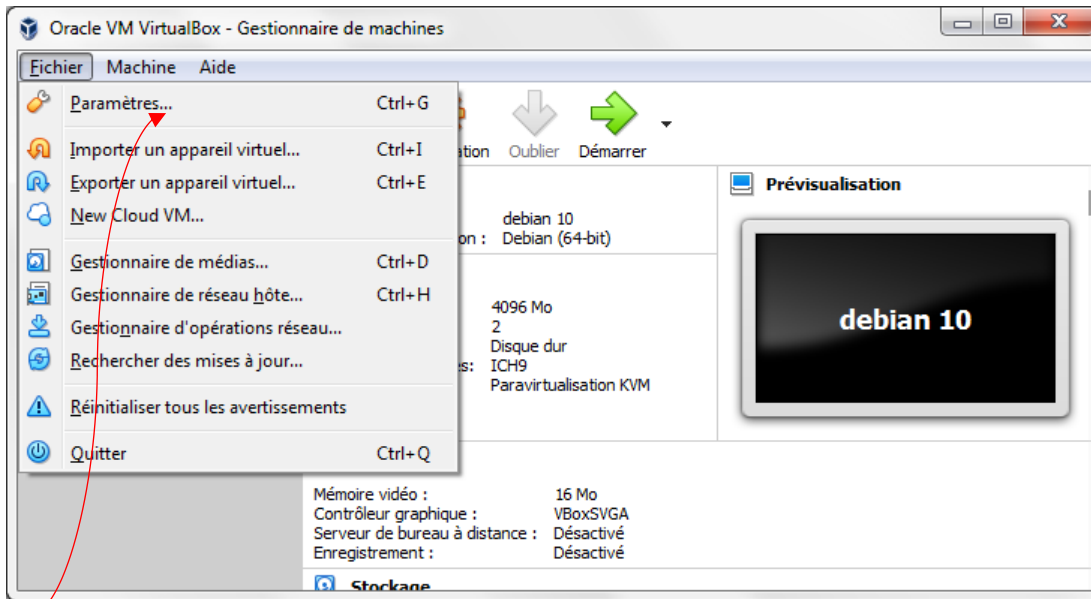 Oracle VM VirtualBox - Gestionnaire de machines
Fichier Machine Aide
Paramètres... Ctrl+G
Importer un appareil virtuel... Ctrl+I
Exporter un appareil virtuel... Ctrl+E
New Cloud VM...
Gestionnaire de médias... Ctrl+D
Gestionnaire de réseau hôte... Ctrl+H
Gestionnaire d'opérations réseau...
Rechercher des mises à jour...
Réinitialiser tous les avertissements
Quitter Ctrl+Q
ation Oublier Démarrer
debian 10
on : Debian (64-bit)
4096 Mo
2
Disque dur
es: ICH9
Paravirtualisation KVM
Prévisualisation
debian 10
Mémoire vidéo : 16 Mo
Contrôleur graphique : VBoxSVGA
Serveur de bureau à distance : Désactivé
Enregistrement : Désactivé
Stockage